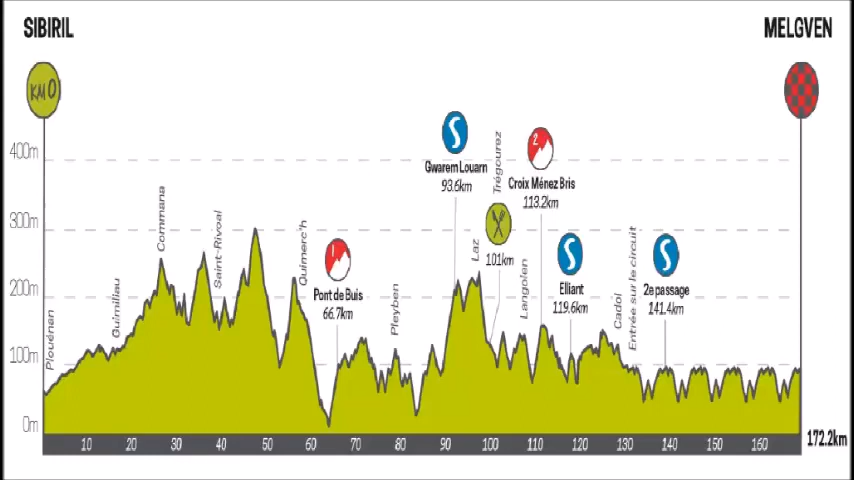 SIBIRIL
MELGVEN
KM 0
400m
300m
200m
100m
0m
Plouénan
Guimiliau
Commana
Saint-Rivoal
Quimerc'h
1
Pont de Buis
66.7km
Pleyben
S
Gwarem Louarn
93.6km
Laz
Trégourez
101km
Langolen
2
Croix Ménez Bris
113.2km
S
Elliant
119.6km
Cadol
Entrée sur le circuit
S
2e passage
141.4km
10 20 30 40 50 60 70 80 90 100 110 120 130 140 150 160
172.2km